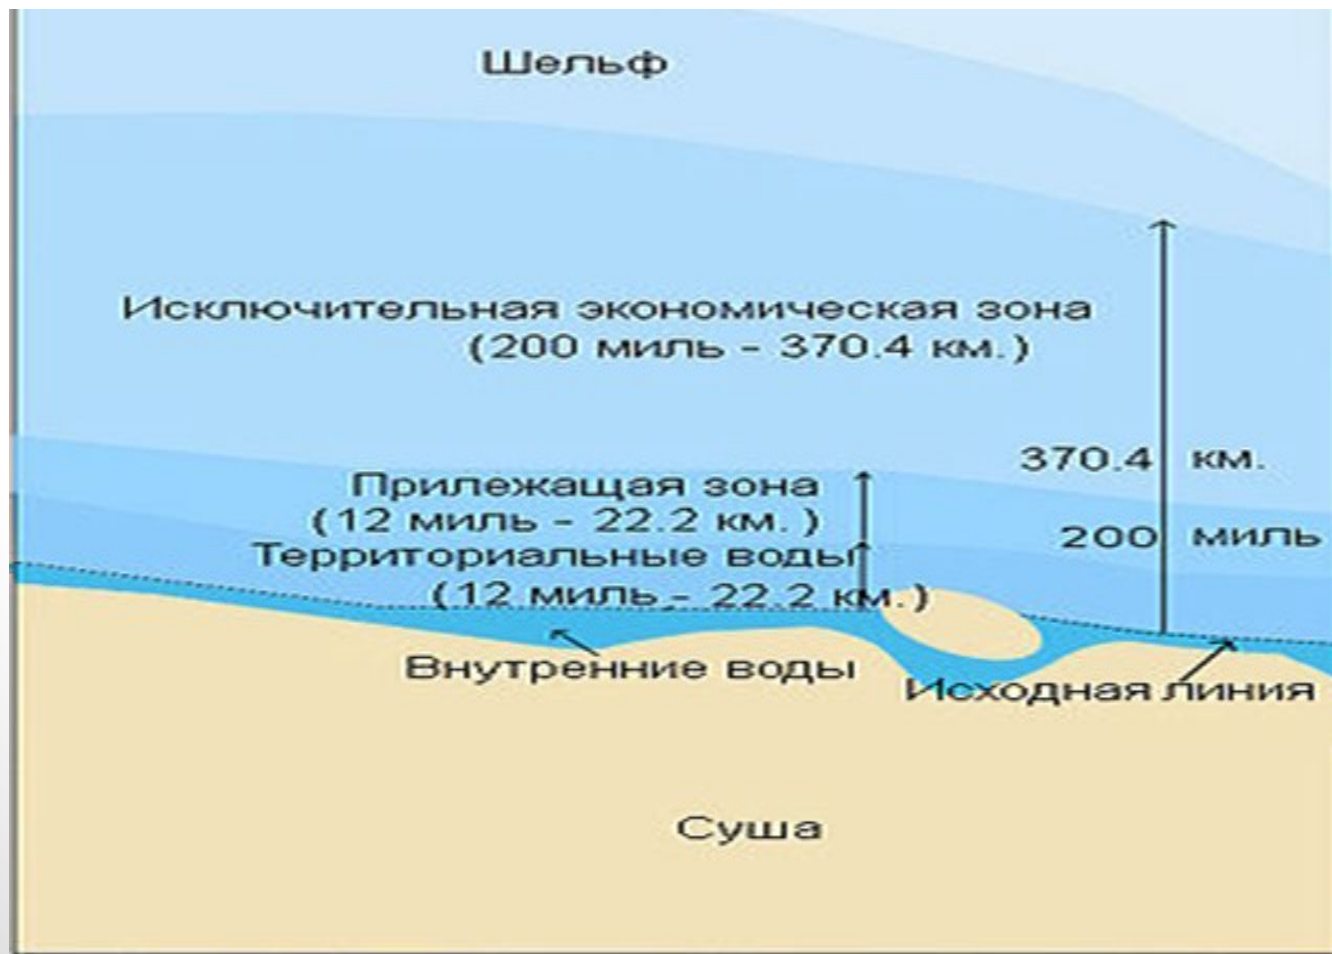 Шельф
Исключительная экономическая зона
(200 миль - 370.4 км.)
370.4 км.
Прилежащая зона
(12 миль - 22.2 км.)
200 миль
Территориальные воды
(12 миль - 22.2 км.)
Внутренние воды
Исходная линия
Суша